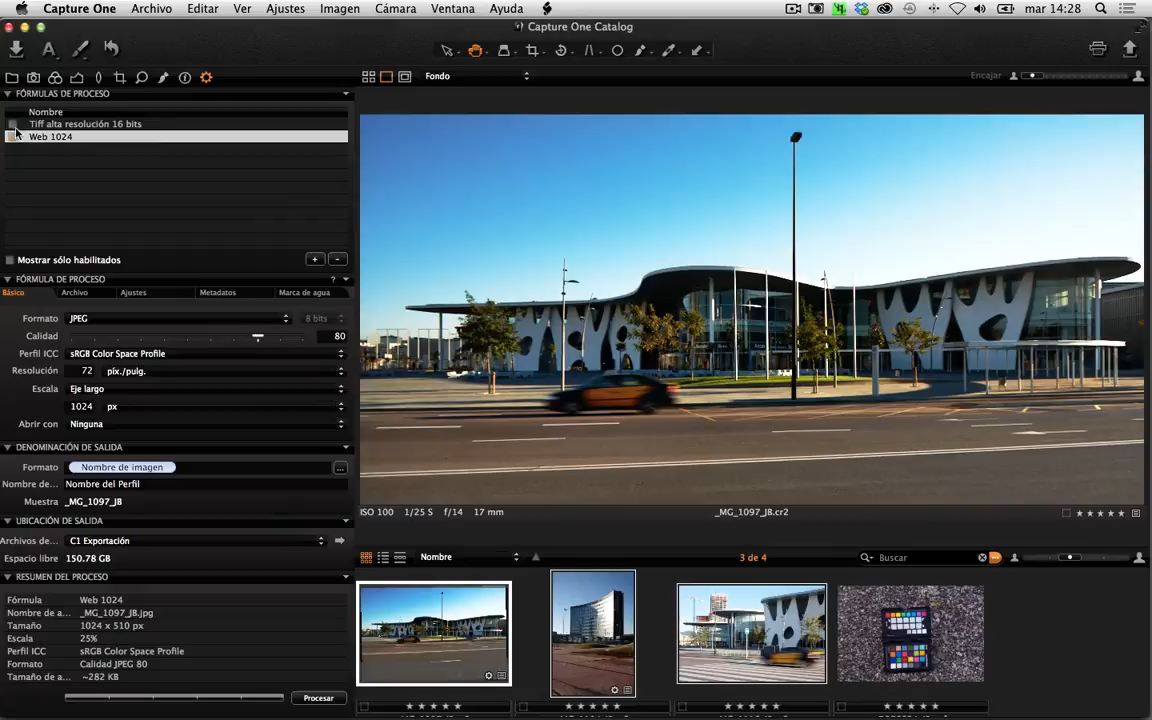 Capture One Archivo Editar Ver Ajustes Imagen Cámara Ventana Ayuda mar 14:28
Capture One Catalog
Fondo Encajar
FÓRMULAS DE PROCESO
Nombre
Tiff alta resolución 16 bits
Web 1024
Mostrar sólo habilitados + -
FÓRMULA DE PROCESO ?
Básico Archivo Ajustes Metadatos Marca de agua
Formato JPEG 8 bits
Calidad 80
Perfil ICC sRGB Color Space Profile
Resolución 72 píx./pulg.
Escala Eje largo
1024 px
Abrir con Ninguna
DENOMINACIÓN DE SALIDA
Formato Nombre de imagen ...
Nombre de... Nombre del Perfil
Muestra _MG_1097_JB
UBICACIÓN DE SALIDA
Archivos de... C1 Exportación
Espacio libre 150.78 GB
RESUMEN DEL PROCESO
Fórmula Web 1024
Nombre de a... _MG_1097_JB.jpg
Tamaño 1024 x 510 px
Escala 25%
Perfil ICC sRGB Color Space Profile
Formato Calidad JPEG 80
Tamaño de a... ~282 KB
Procesar
ISO 100 1/25 S f/14 17 mm _MG_1097_JB.cr2
Nombre 3 de 4 Buscar